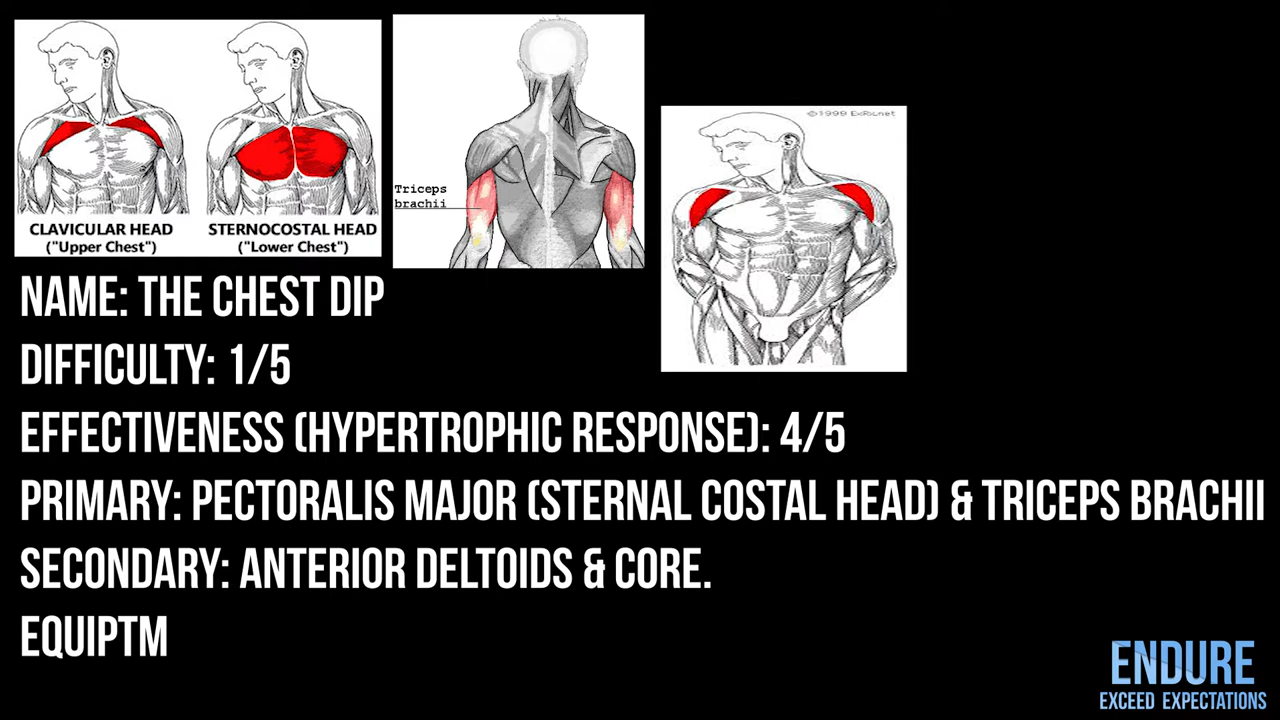 CLAVICULAR HEAD
("Upper Chest")
STERNOCOSTAL HEAD
("Lower Chest")
Triceps
brachii
©1999 ExRx.net
NAME: THE CHEST DIP
DIFFICULTY: 1/5
EFFECTIVENESS (HYPERTROPHIC RESPONSE): 4/5
PRIMARY: PECTORALIS MAJOR (STERNAL COSTAL HEAD) & TRICEPS BRACHII
SECONDARY: ANTERIOR DELTOIDS & CORE.
EQUIPTM
ENDURE
EXCEED EXPECTATIONS